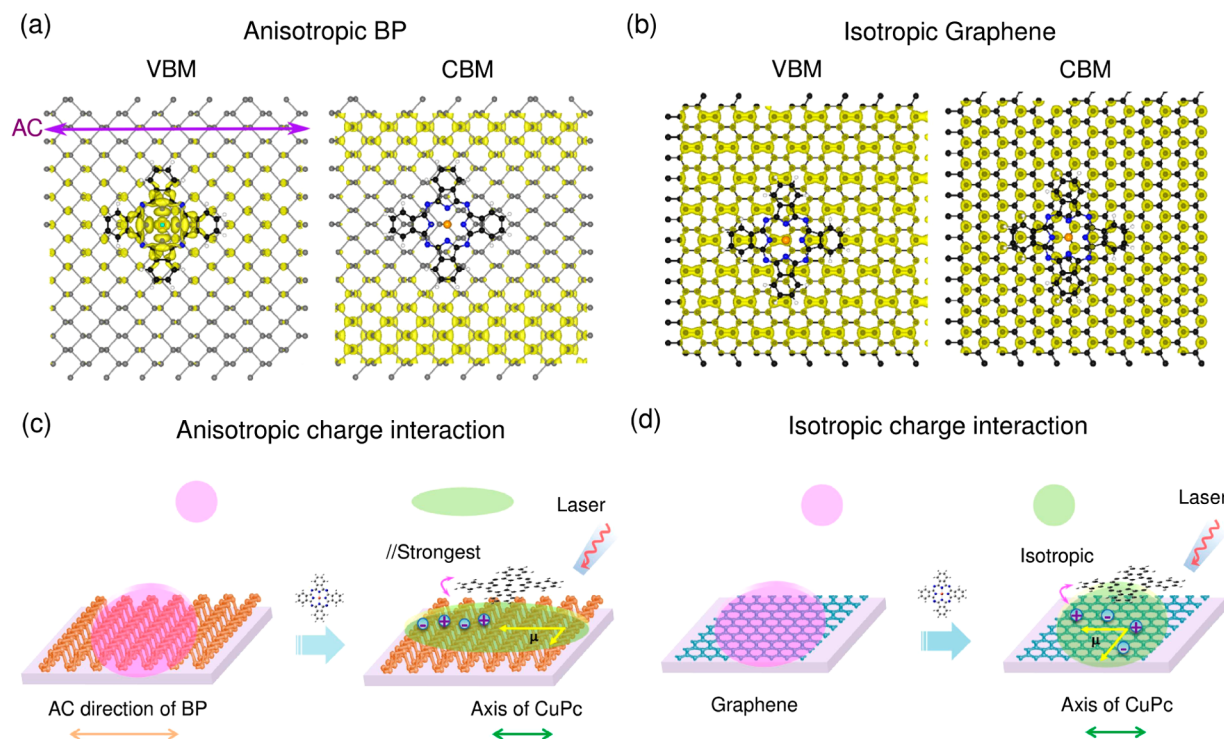 (a) Anisotropic BP
VBM CBM
AC
(b) Isotropic Graphene
VBM CBM
(c) Anisotropic charge interaction
Laser
//Strongest
+ + μ
AC direction of BP Axis of CuPc
(d) Isotropic charge interaction
Laser
Isotropic
+ + μ
Graphene Axis of CuPc